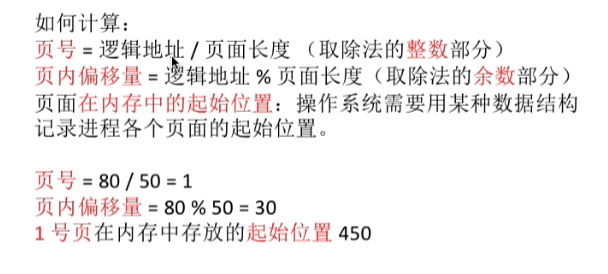 如何计算：
页号 = 逻辑地址 / 页面长度 （取除法的整数部分）
页内偏移量 = 逻辑地址 % 页面长度（取除法的余数部分）
页面在内存中的起始位置：操作系统需要用某种数据结构
记录进程各个页面的起始位置。
页号 = 80 / 50 = 1
页内偏移量 = 80 % 50 = 30
1 号页在内存中存放的起始位置 450